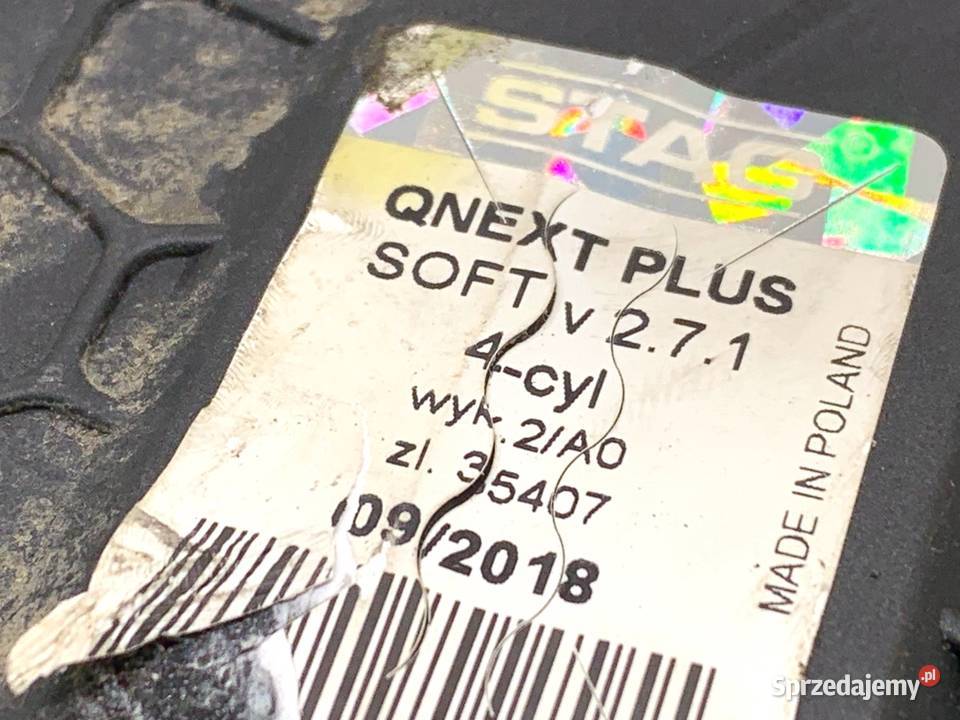 STAG
QNEXT PLUS
SOFT v 2.7.1
4-cyl
wyk.2/A0
zl. 35407
09/2018
MADE IN POLAND
Sprzedajemy.pl